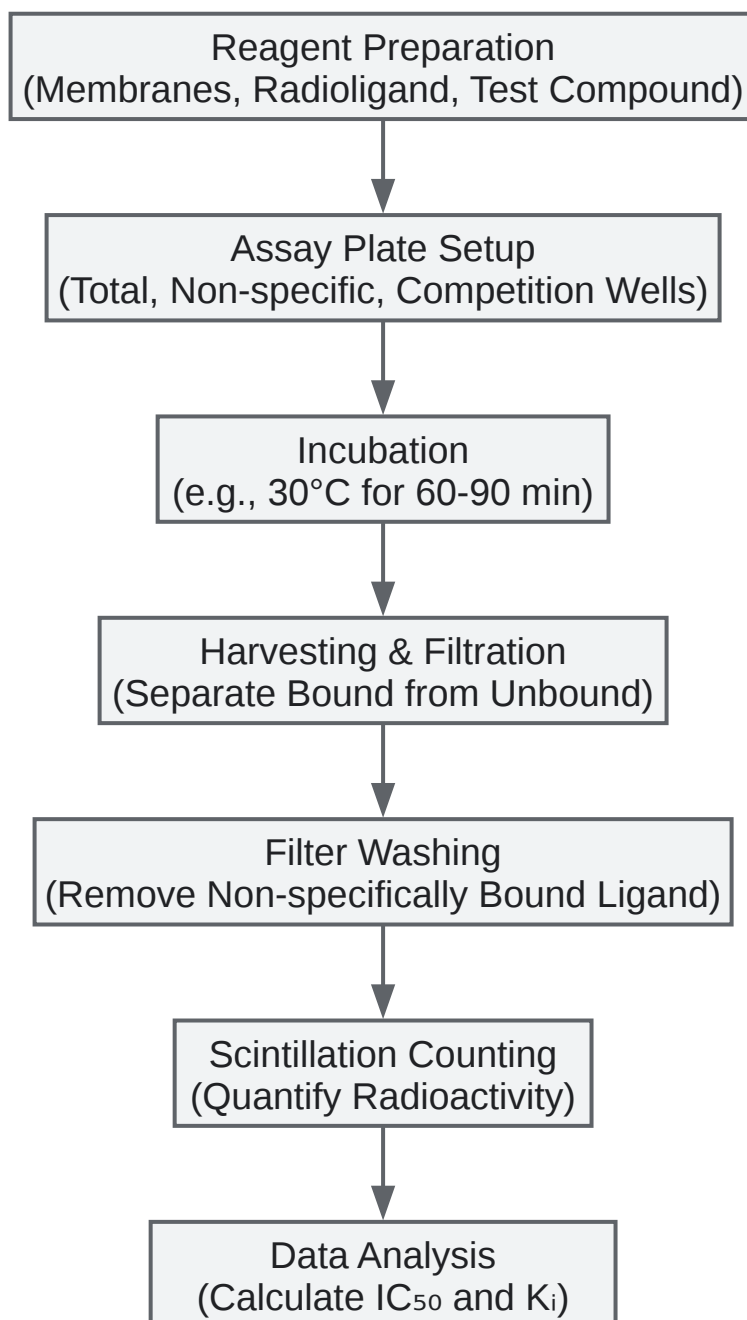 Reagent Preparation
(Membranes, Radioligand, Test Compound)
Assay Plate Setup
(Total, Non-specific, Competition Wells)
Incubation
(e.g., 30°C for 60-90 min)
Harvesting & Filtration
(Separate Bound from Unbound)
Filter Washing
(Remove Non-specifically Bound Ligand)
Scintillation Counting
(Quantify Radioactivity)
Data Analysis
(Calculate IC₅₀ and Kᵢ)